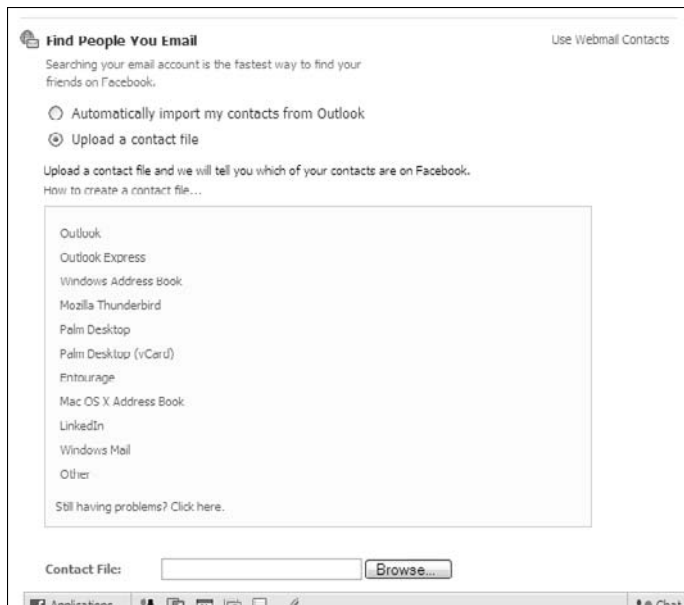 Find People You Email
Use Webmail Contacts
Searching your email account is the fastest way to find your
friends on Facebook.
Automatically import my contacts from Outlook
Upload a contact file
Upload a contact file and we will tell you which of your contacts are on Facebook.
How to create a contact file...
Outlook
Outlook Express
Windows Address Book
Mozilla Thunderbird
Palm Desktop
Palm Desktop (vCard)
Entourage
Mac OS X Address Book
LinkedIn
Windows Mail
Other
Still having problems? Click here.
Contact File:
Browse...
Applications
Chat